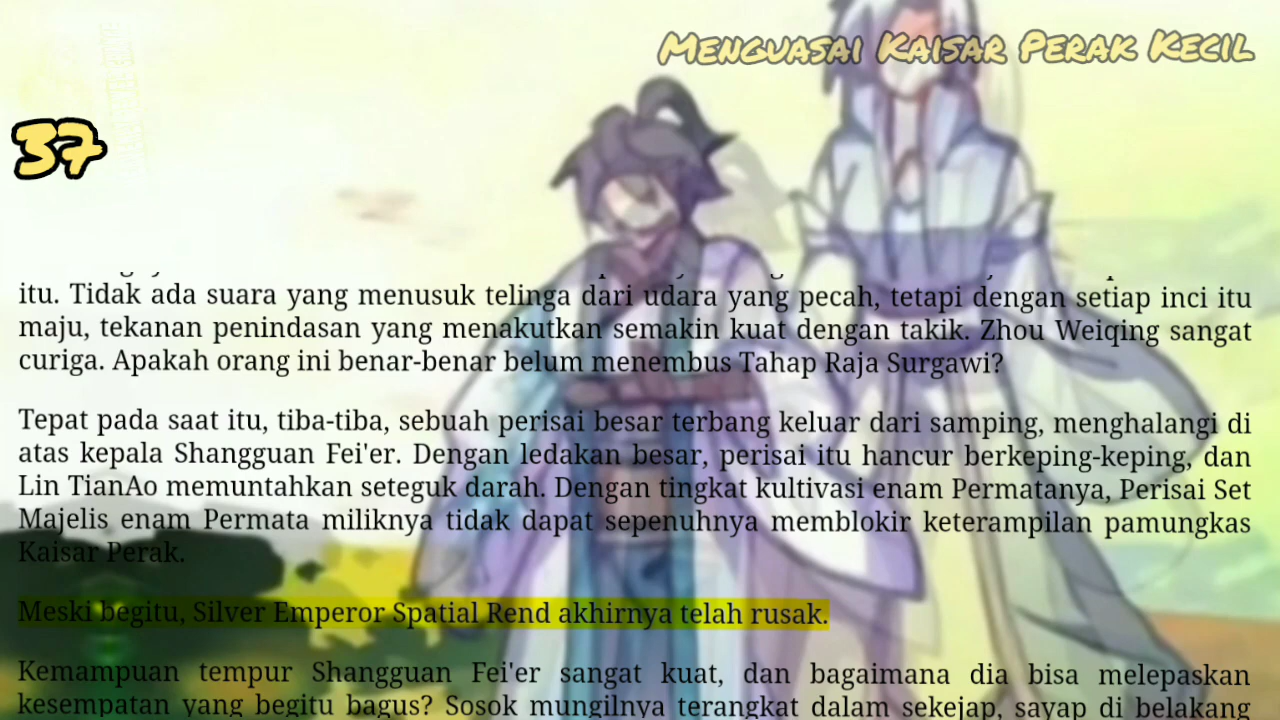 Menguasai Kaisar Perak Kecil
37
itu. Tidak ada suara yang menusuk telinga dari udara yang pecah, tetapi dengan setiap inci itu
maju, tekanan penindasan yang menakutkan semakin kuat dengan takik. Zhou Weiqing sangat
curiga. Apakah orang ini benar-benar belum menembus Tahap Raja Surgawi?
Tepat pada saat itu, tiba-tiba, sebuah perisai besar terbang keluar dari samping, menghalangi di
atas kepala Shangguan Fei'er. Dengan ledakan besar, perisai itu hancur berkeping-keping, dan
Lin TianAo memuntahkan seteguk darah. Dengan tingkat kultivasi enam Permatanya, Perisai Set
Majelis enam Permata miliknya tidak dapat sepenuhnya memblokir keterampilan pamungkas
Kaisar Perak.
Meski begitu, Silver Emperor Spatial Rend akhirnya telah rusak.
Kemampuan tempur Shangguan Fei'er sangat kuat, dan bagaimana dia bisa melepaskan
kesempatan yang begitu bagus? Sosok mungilnya terangkat dalam sekejap, sayap di belakang